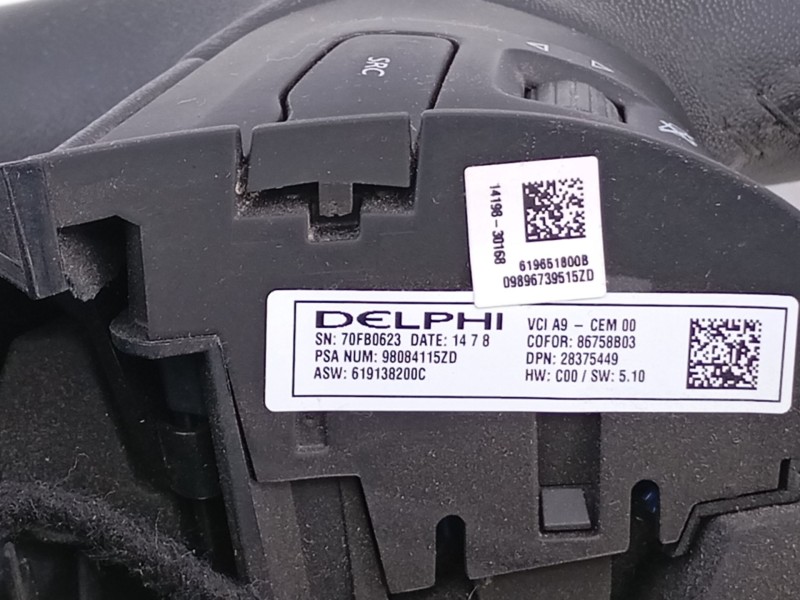 SRC
14196-30168
619651800B
09896739515ZD
DELPHI
SN: 70FB0623 DATE: 14 7 8
PSA NUM: 98084115ZD
ASW: 619138200C
VCI A9 - CEM 00
COFOR: 86758B03
DPN: 28375449
HW: C00 / SW: 5.10